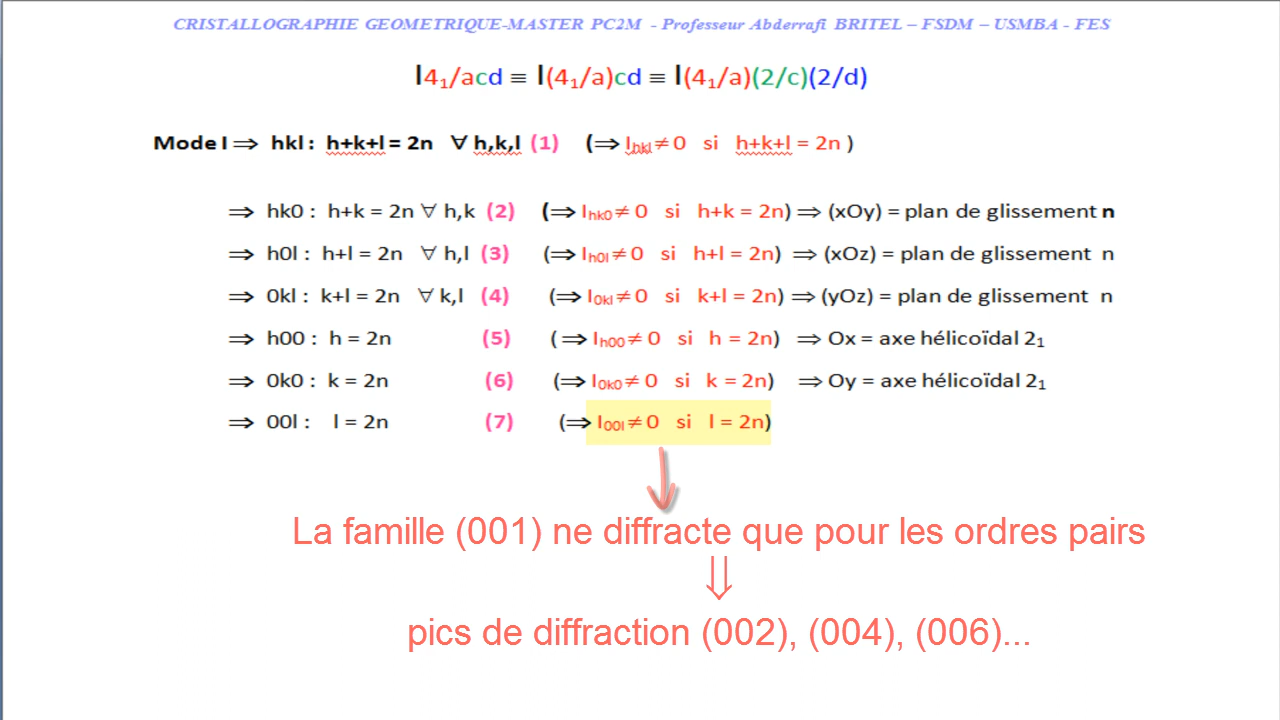 CRISTALLOGRAPHIE GEOMETRIQUE-MASTER PC2M - Professeur Abderrafi BRITEL – FSDM – USMBA - FES
I4₁/acd ≡ I(4₁/a)cd ≡ I(4₁/a)(2/c)(2/d)
Mode I ⇒ hkl : h+k+l = 2n ∀ h,k,l (1) (⇒ Ihkl ≠ 0 si h+k+l = 2n )
⇒ hk0 : h+k = 2n ∀ h,k (2) (⇒ Ihk0 ≠ 0 si h+k = 2n) ⇒ (xOy) = plan de glissement n
⇒ h0l : h+l = 2n ∀ h,l (3) (⇒ Ih0l ≠ 0 si h+l = 2n) ⇒ (xOz) = plan de glissement n
⇒ 0kl : k+l = 2n ∀ k,l (4) (⇒ I0kl ≠ 0 si k+l = 2n) ⇒ (yOz) = plan de glissement n
⇒ h00 : h = 2n (5) (⇒ Ih00 ≠ 0 si h = 2n) ⇒ Ox = axe hélicoïdal 2₁
⇒ 0k0 : k = 2n (6) (⇒ I0k0 ≠ 0 si k = 2n) ⇒ Oy = axe hélicoïdal 2₁
⇒ 00l : l = 2n (7) (⇒ I00l ≠ 0 si l = 2n)
La famille (001) ne diffracte que pour les ordres pairs
⇓
pics de diffraction (002), (004), (006)...